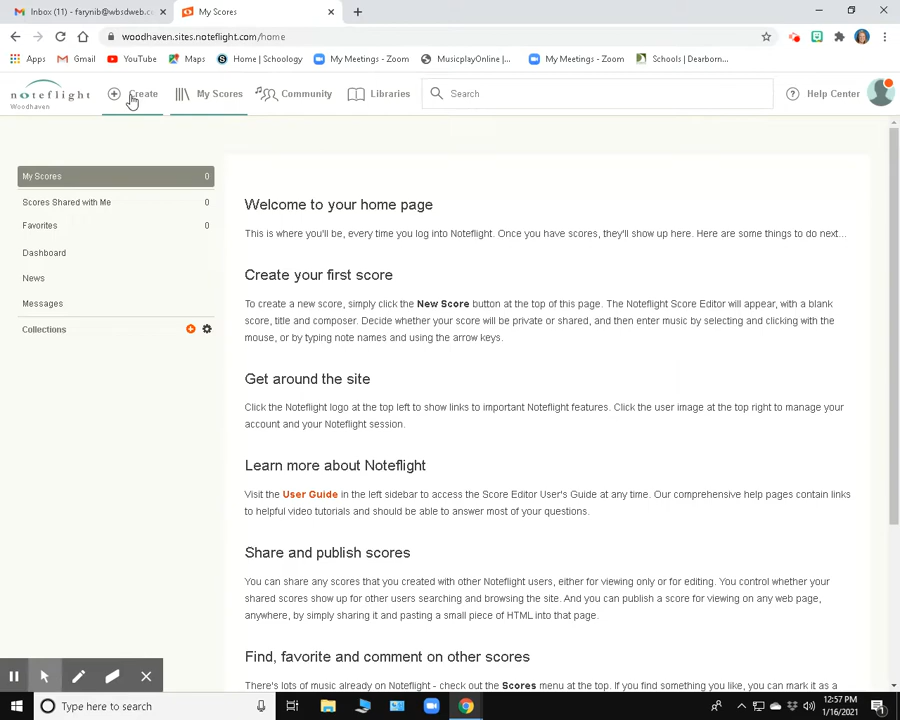 Inbox (11) - farynib@wbsdweb.c
My Scores
woodhaven.sites.noteflight.com/home
Apps Gmail YouTube Maps Home | Schoology My Meetings - Zoom MusicplayOnline |... My Meetings - Zoom Schools | Dearborn...
noteflight
Woodhaven
Create My Scores Community Libraries Search Help Center
My Scores 0
Scores Shared with Me 0
Favorites 0
Dashboard
News
Messages
Collections
Welcome to your home page
This is where you'll be, every time you log into Noteflight. Once you have scores, they'll show up here. Here are some things to do next...
Create your first score
To create a new score, simply click the New Score button at the top of this page. The Noteflight Score Editor will appear, with a blank
score, title and composer. Decide whether your score will be private or shared, and then enter music by selecting and clicking with the
mouse, or by typing note names and using the arrow keys.
Get around the site
Click the Noteflight logo at the top left to show links to important Noteflight features. Click the user image at the top right to manage your
account and your Noteflight session.
Learn more about Noteflight
Visit the User Guide in the left sidebar to access the Score Editor User's Guide at any time. Our comprehensive help pages contain links
to helpful video tutorials and should be able to answer most of your questions.
Share and publish scores
You can share any scores that you created with other Noteflight users, either for viewing only or for editing. You control whether your
shared scores show up for other users searching and browsing the site. And you can publish a score for viewing on any web page,
anywhere, by simply sharing it and pasting a small piece of HTML into that page.
Find, favorite and comment on other scores
There's lots of music already on Noteflight - check out the Scores menu at the top. If you find something you like, you can mark it as a
Type here to search
12:57 PM
1/16/2021